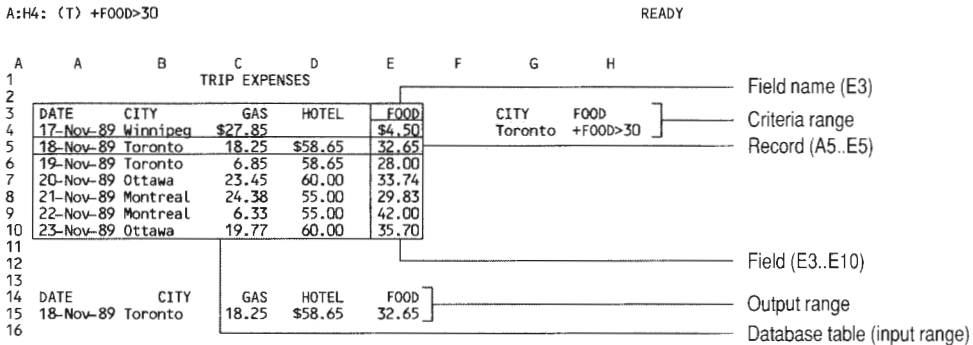 A:H4: (T) +FOOD>30 READY
A A B C D E F G H
1 TRIP EXPENSES Field name (E3)
2
3 DATE CITY GAS HOTEL FOOD CITY FOOD Criteria range
4 17-Nov-89 Winnipeg $27.85 $4.50 Toronto +FOOD>30
5 18-Nov-89 Toronto 18.25 $58.65 32.65 Record (A5..E5)
6 19-Nov-89 Toronto 6.85 58.65 28.00
7 20-Nov-89 Ottawa 23.45 60.00 33.74
8 21-Nov-89 Montreal 24.38 55.00 29.83
9 22-Nov-89 Montreal 6.33 55.00 42.00
10 23-Nov-89 Ottawa 19.77 60.00 35.70
11
12 Field (E3..E10)
13
14 DATE CITY GAS HOTEL FOOD Output range
15 18-Nov-89 Toronto 18.25 $58.65 32.65
16 Database table (input range)